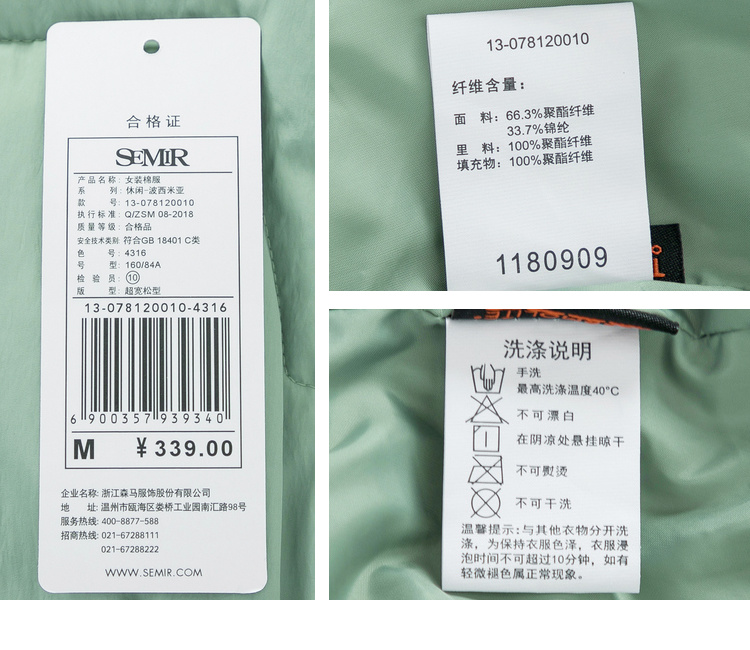 合格证
SEMIR
产品名称: 女装棉服
系 列: 休闲-波西米亚
款 号: 13-078120010
执行标准: Q/ZSM 08-2018
质量等级: 合格品
安全技术类别: 符合GB 18401 C类
色 号: 4316
号 型: 160/84A
检 验 员: ⑩
版 型: 超宽松型
13-078120010-4316
6 900357 939340
M ¥339.00
企业名称: 浙江森马服饰股份有限公司
地 址: 温州市瓯海区娄桥工业园南汇路98号
服务热线: 400-8877-588
招商热线: 021-67288111
021-67288222
WWW.SEMIR.COM
13-078120010
纤维含量:
面 料: 66.3%聚酯纤维
33.7%锦纶
里 料: 100%聚酯纤维
填充物: 100%聚酯纤维
1180909
洗涤说明
手洗
最高洗涤温度40°C
不可漂白
在阴凉处悬挂晾干
不可熨烫
不可干洗
温馨提示: 与其他衣物分开洗
涤, 为保持衣服色泽, 衣服浸
泡时间不可超过10分钟, 如有
轻微褪色属正常现象。